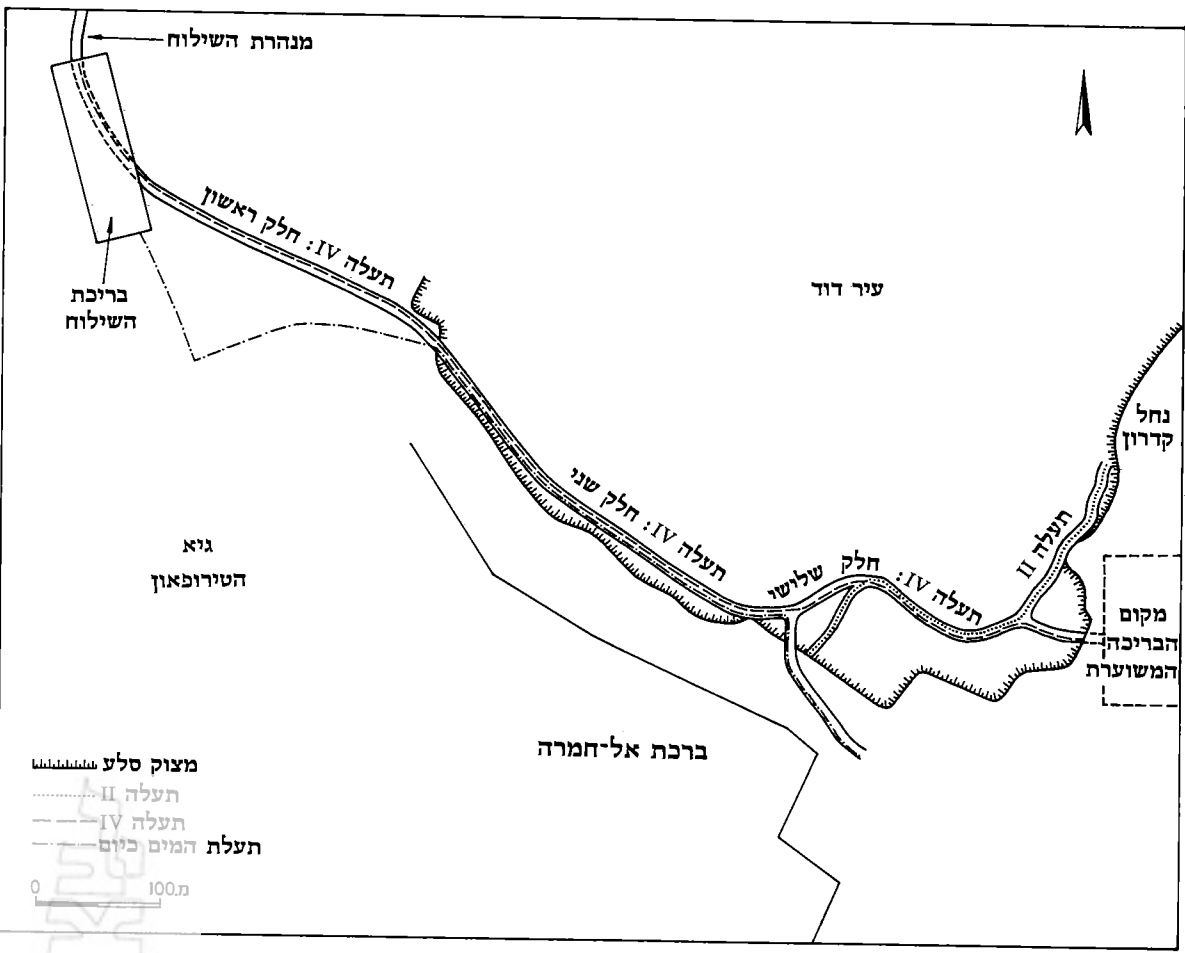 מנהרת השילוח
תעלה IV: חלק ראשון
בריכת
השילוח
עיר דוד
נחל
קדרון
תעלה IV: חלק שני
תעלה IV: חלק שלישי
תעלה II
גיא
הטירופאון
מקום
הבריכה
המשוערת
ברכת אל־חמרה
מצוק סלע
תעלה II
תעלה IV
תעלת המים כיום
0 100מ.